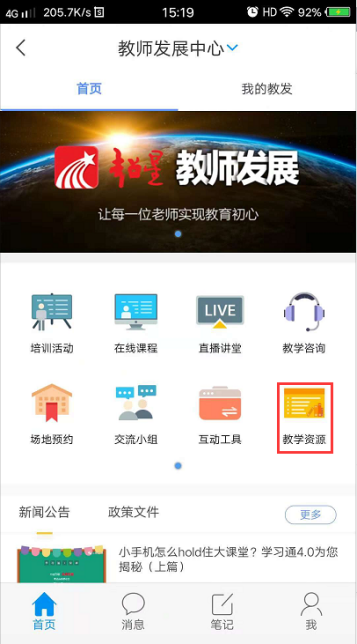 4G 205.7K/s 15:19 HD 92%
教师发展中心
首页 我的教发
超星 教师发展
让每一位老师实现教育初心
培训活动 在线课程 LIVE 直播讲堂 教学咨询
场地预约 交流小组 互动工具 教学资源
新闻公告 政策文件 更多
小手机怎么hold住大课堂？学习通4.0为您
揭秘（上篇）
首页 消息 笔记 我